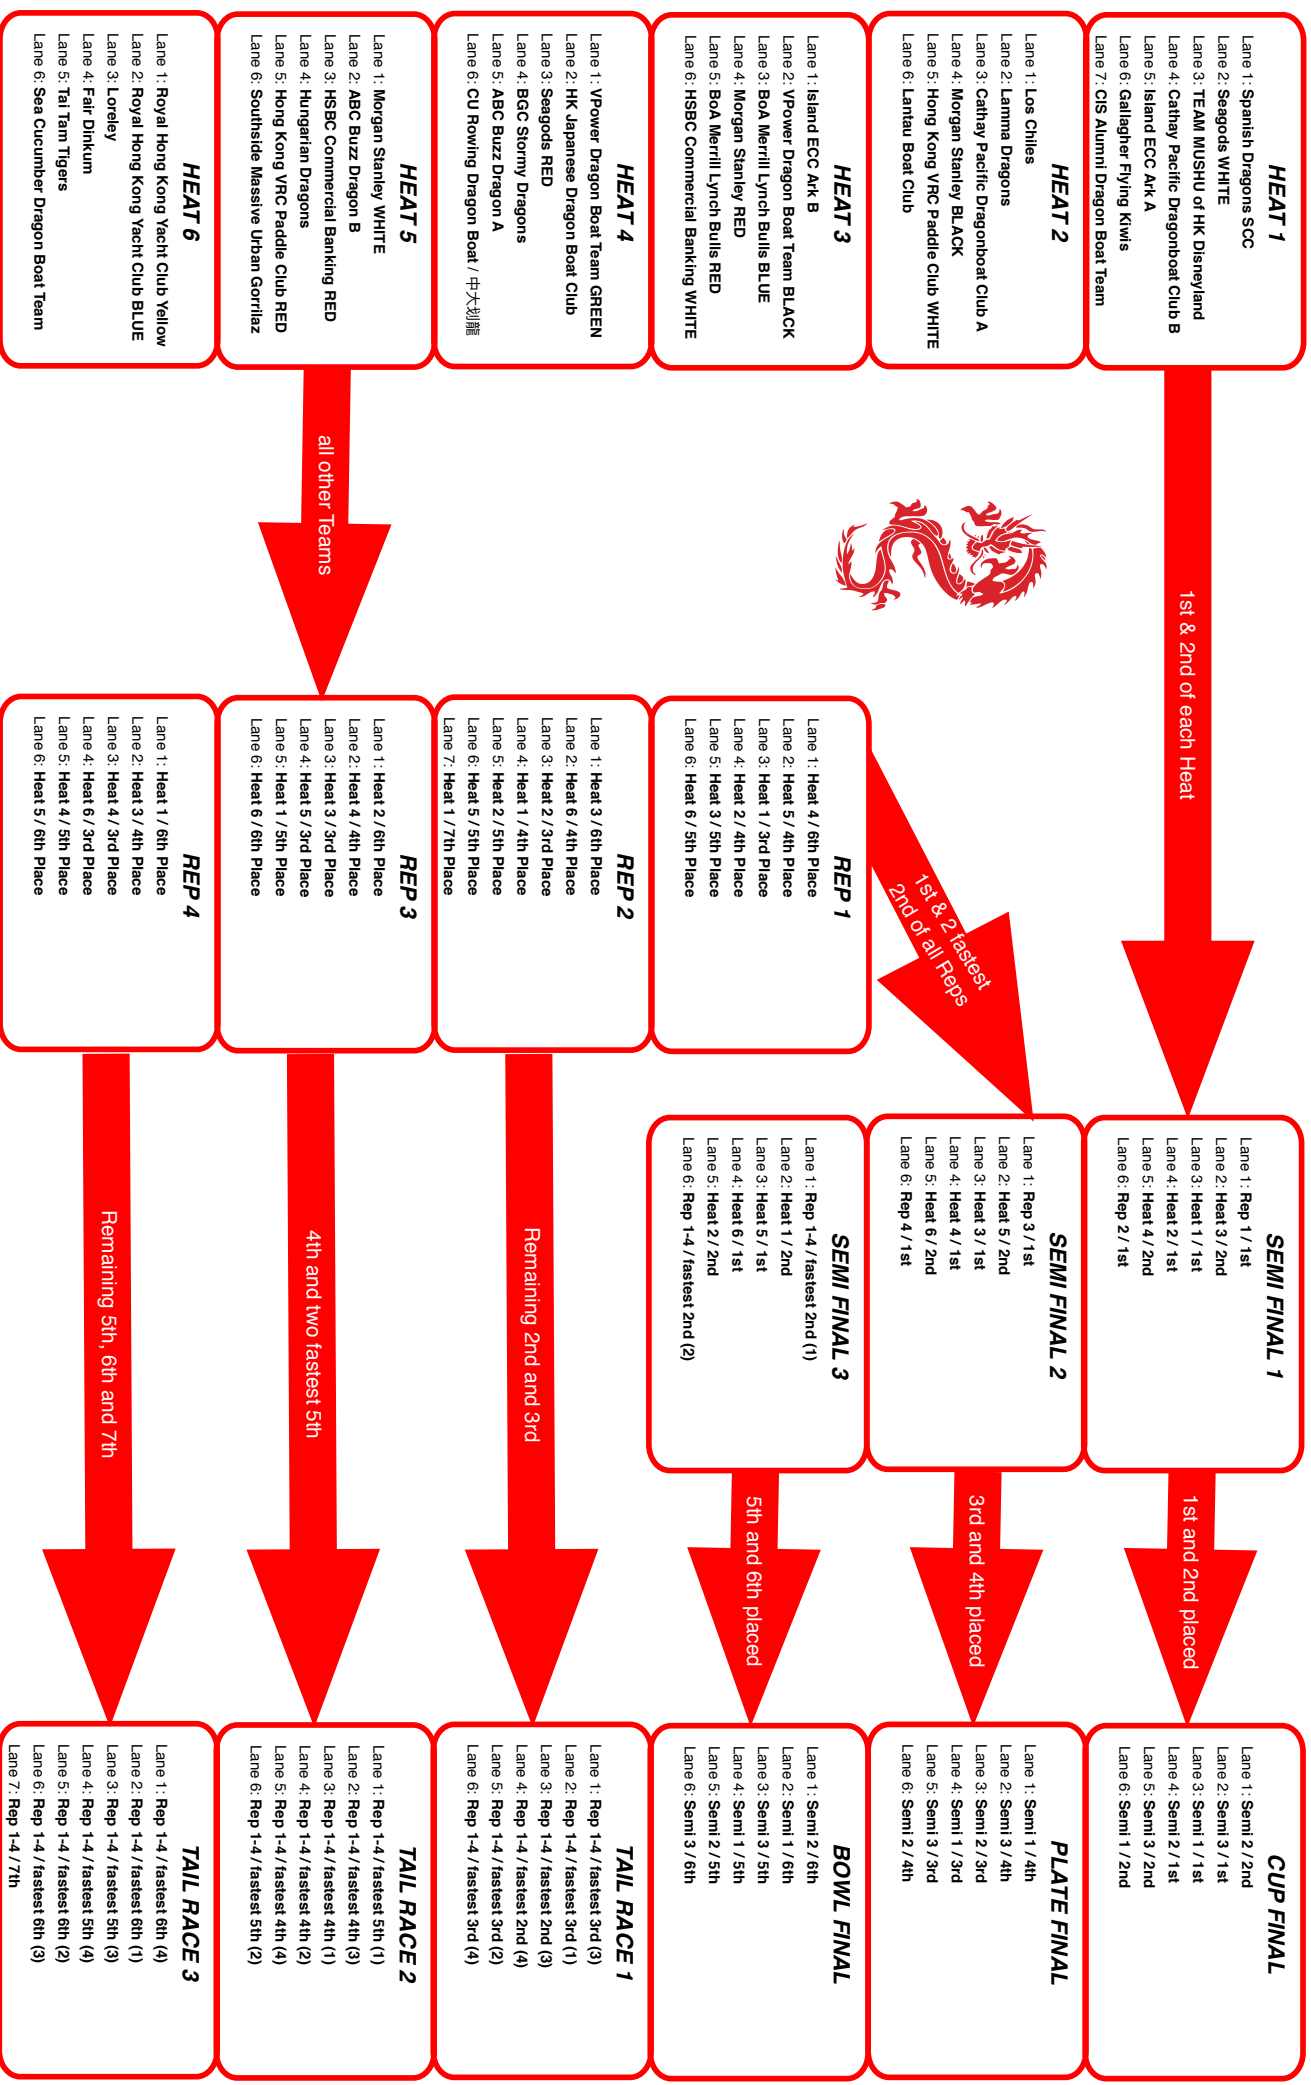 HEAT 1
Lane 1: Spanish Dragons SCC
Lane 2: Seagods WHITE
Lane 3: TEAM MUSHU of HK Disneyland
Lane 4: Cathay Pacific Dragonboat Club B
Lane 5: Island ECC Ark A
Lane 6: Gallagher Flying Kiwis
Lane 7: CIS Alumni Dragon Boat Team
HEAT 2
Lane 1: Los Chiles
Lane 2: Lamma Dragons
Lane 3: Cathay Pacific Dragonboat Club A
Lane 4: Morgan Stanley BLACK
Lane 5: Hong Kong VRC Paddle Club WHITE
Lane 6: Lantau Boat Club
HEAT 3
Lane 1: Island ECC Ark B
Lane 2: VPower Dragon Boat Team BLACK
Lane 3: BoA Merrill Lynch Bulls BLUE
Lane 4: Morgan Stanley RED
Lane 5: BoA Merrill Lynch Bulls RED
Lane 6: HSBC Commercial Banking WHITE
HEAT 4
Lane 1: VPower Dragon Boat Team GREEN
Lane 2: HK Japanese Dragon Boat Club
Lane 3: Seagods RED
Lane 4: BGC Stormy Dragons
Lane 5: ABC Buzz Dragon A
Lane 6: CU Rowing Dragon Boat / 中大划龍
HEAT 5
Lane 1: Morgan Stanley WHITE
Lane 2: ABC Buzz Dragon B
Lane 3: HSBC Commercial Banking RED
Lane 4: Hungarian Dragons
Lane 5: Hong Kong VRC Paddle Club RED
Lane 6: Southside Massive Urban Gorrilaz
HEAT 6
Lane 1: Royal Hong Kong Yacht Club Yellow
Lane 2: Royal Hong Kong Yacht Club BLUE
Lane 3: Loreley
Lane 4: Fair Dinkum
Lane 5: Tai Tam Tigers
Lane 6: Sea Cucumber Dragon Boat Team
1st & 2nd of each Heat
all other Teams
REP 1
Lane 1: Heat 4 / 6th Place
Lane 2: Heat 5 / 4th Place
Lane 3: Heat 1 / 3rd Place
Lane 4: Heat 2 / 4th Place
Lane 5: Heat 3 / 5th Place
Lane 6: Heat 6 / 5th Place
REP 2
Lane 1: Heat 3 / 6th Place
Lane 2: Heat 6 / 4th Place
Lane 3: Heat 2 / 3rd Place
Lane 4: Heat 1 / 4th Place
Lane 5: Heat 2 / 5th Place
Lane 6: Heat 5 / 5th Place
Lane 7: Heat 1 / 7th Place
REP 3
Lane 1: Heat 2 / 6th Place
Lane 2: Heat 4 / 4th Place
Lane 3: Heat 3 / 3rd Place
Lane 4: Heat 5 / 3rd Place
Lane 5: Heat 1 / 5th Place
Lane 6: Heat 6 / 6th Place
REP 4
Lane 1: Heat 1 / 6th Place
Lane 2: Heat 3 / 4th Place
Lane 3: Heat 4 / 3rd Place
Lane 4: Heat 6 / 3rd Place
Lane 5: Heat 4 / 5th Place
Lane 6: Heat 5 / 6th Place
1st & 2 fastest
2nd of all Reps
Remaining 2nd and 3rd
4th and two fastest 5th
Remaining 5th, 6th and 7th
SEMI FINAL 1
Lane 1: Rep 1 / 1st
Lane 2: Heat 3 / 2nd
Lane 3: Heat 1 / 1st
Lane 4: Heat 2 / 1st
Lane 5: Heat 4 / 2nd
Lane 6: Rep 2 / 1st
SEMI FINAL 2
Lane 1: Rep 3 / 1st
Lane 2: Heat 5 / 2nd
Lane 3: Heat 3 / 1st
Lane 4: Heat 4 / 1st
Lane 5: Heat 6 / 2nd
Lane 6: Rep 4 / 1st
SEMI FINAL 3
Lane 1: Rep 1-4 / fastest 2nd (1)
Lane 2: Heat 1 / 2nd
Lane 3: Heat 5 / 1st
Lane 4: Heat 6 / 1st
Lane 5: Heat 2 / 2nd
Lane 6: Rep 1-4 / fastest 2nd (2)
1st and 2nd placed
3rd and 4th placed
5th and 6th placed
CUP FINAL
Lane 1: Semi 2 / 2nd
Lane 2: Semi 3 / 1st
Lane 3: Semi 1 / 1st
Lane 4: Semi 2 / 1st
Lane 5: Semi 3 / 2nd
Lane 6: Semi 1 / 2nd
PLATE FINAL
Lane 1: Semi 1 / 4th
Lane 2: Semi 3 / 4th
Lane 3: Semi 2 / 3rd
Lane 4: Semi 1 / 3rd
Lane 5: Semi 3 / 3rd
Lane 6: Semi 2 / 4th
BOWL FINAL
Lane 1: Semi 2 / 6th
Lane 2: Semi 1 / 6th
Lane 3: Semi 3 / 5th
Lane 4: Semi 1 / 5th
Lane 5: Semi 2 / 5th
Lane 6: Semi 3 / 6th
TAIL RACE 1
Lane 1: Rep 1-4 / fastest 3rd (3)
Lane 2: Rep 1-4 / fastest 3rd (1)
Lane 3: Rep 1-4 / fastest 2nd (3)
Lane 4: Rep 1-4 / fastest 2nd (4)
Lane 5: Rep 1-4 / fastest 3rd (2)
Lane 6: Rep 1-4 / fastest 3rd (4)
TAIL RACE 2
Lane 1: Rep 1-4 / fastest 5th (1)
Lane 2: Rep 1-4 / fastest 4th (3)
Lane 3: Rep 1-4 / fastest 4th (1)
Lane 4: Rep 1-4 / fastest 4th (2)
Lane 5: Rep 1-4 / fastest 4th (4)
Lane 6: Rep 1-4 / fastest 5th (2)
TAIL RACE 3
Lane 1: Rep 1-4 / fastest 6th (4)
Lane 2: Rep 1-4 / fastest 6th (1)
Lane 3: Rep 1-4 / fastest 5th (3)
Lane 4: Rep 1-4 / fastest 5th (4)
Lane 5: Rep 1-4 / fastest 6th (2)
Lane 6: Rep 1-4 / fastest 6th (3)
Lane 7: Rep 1-4 / 7th